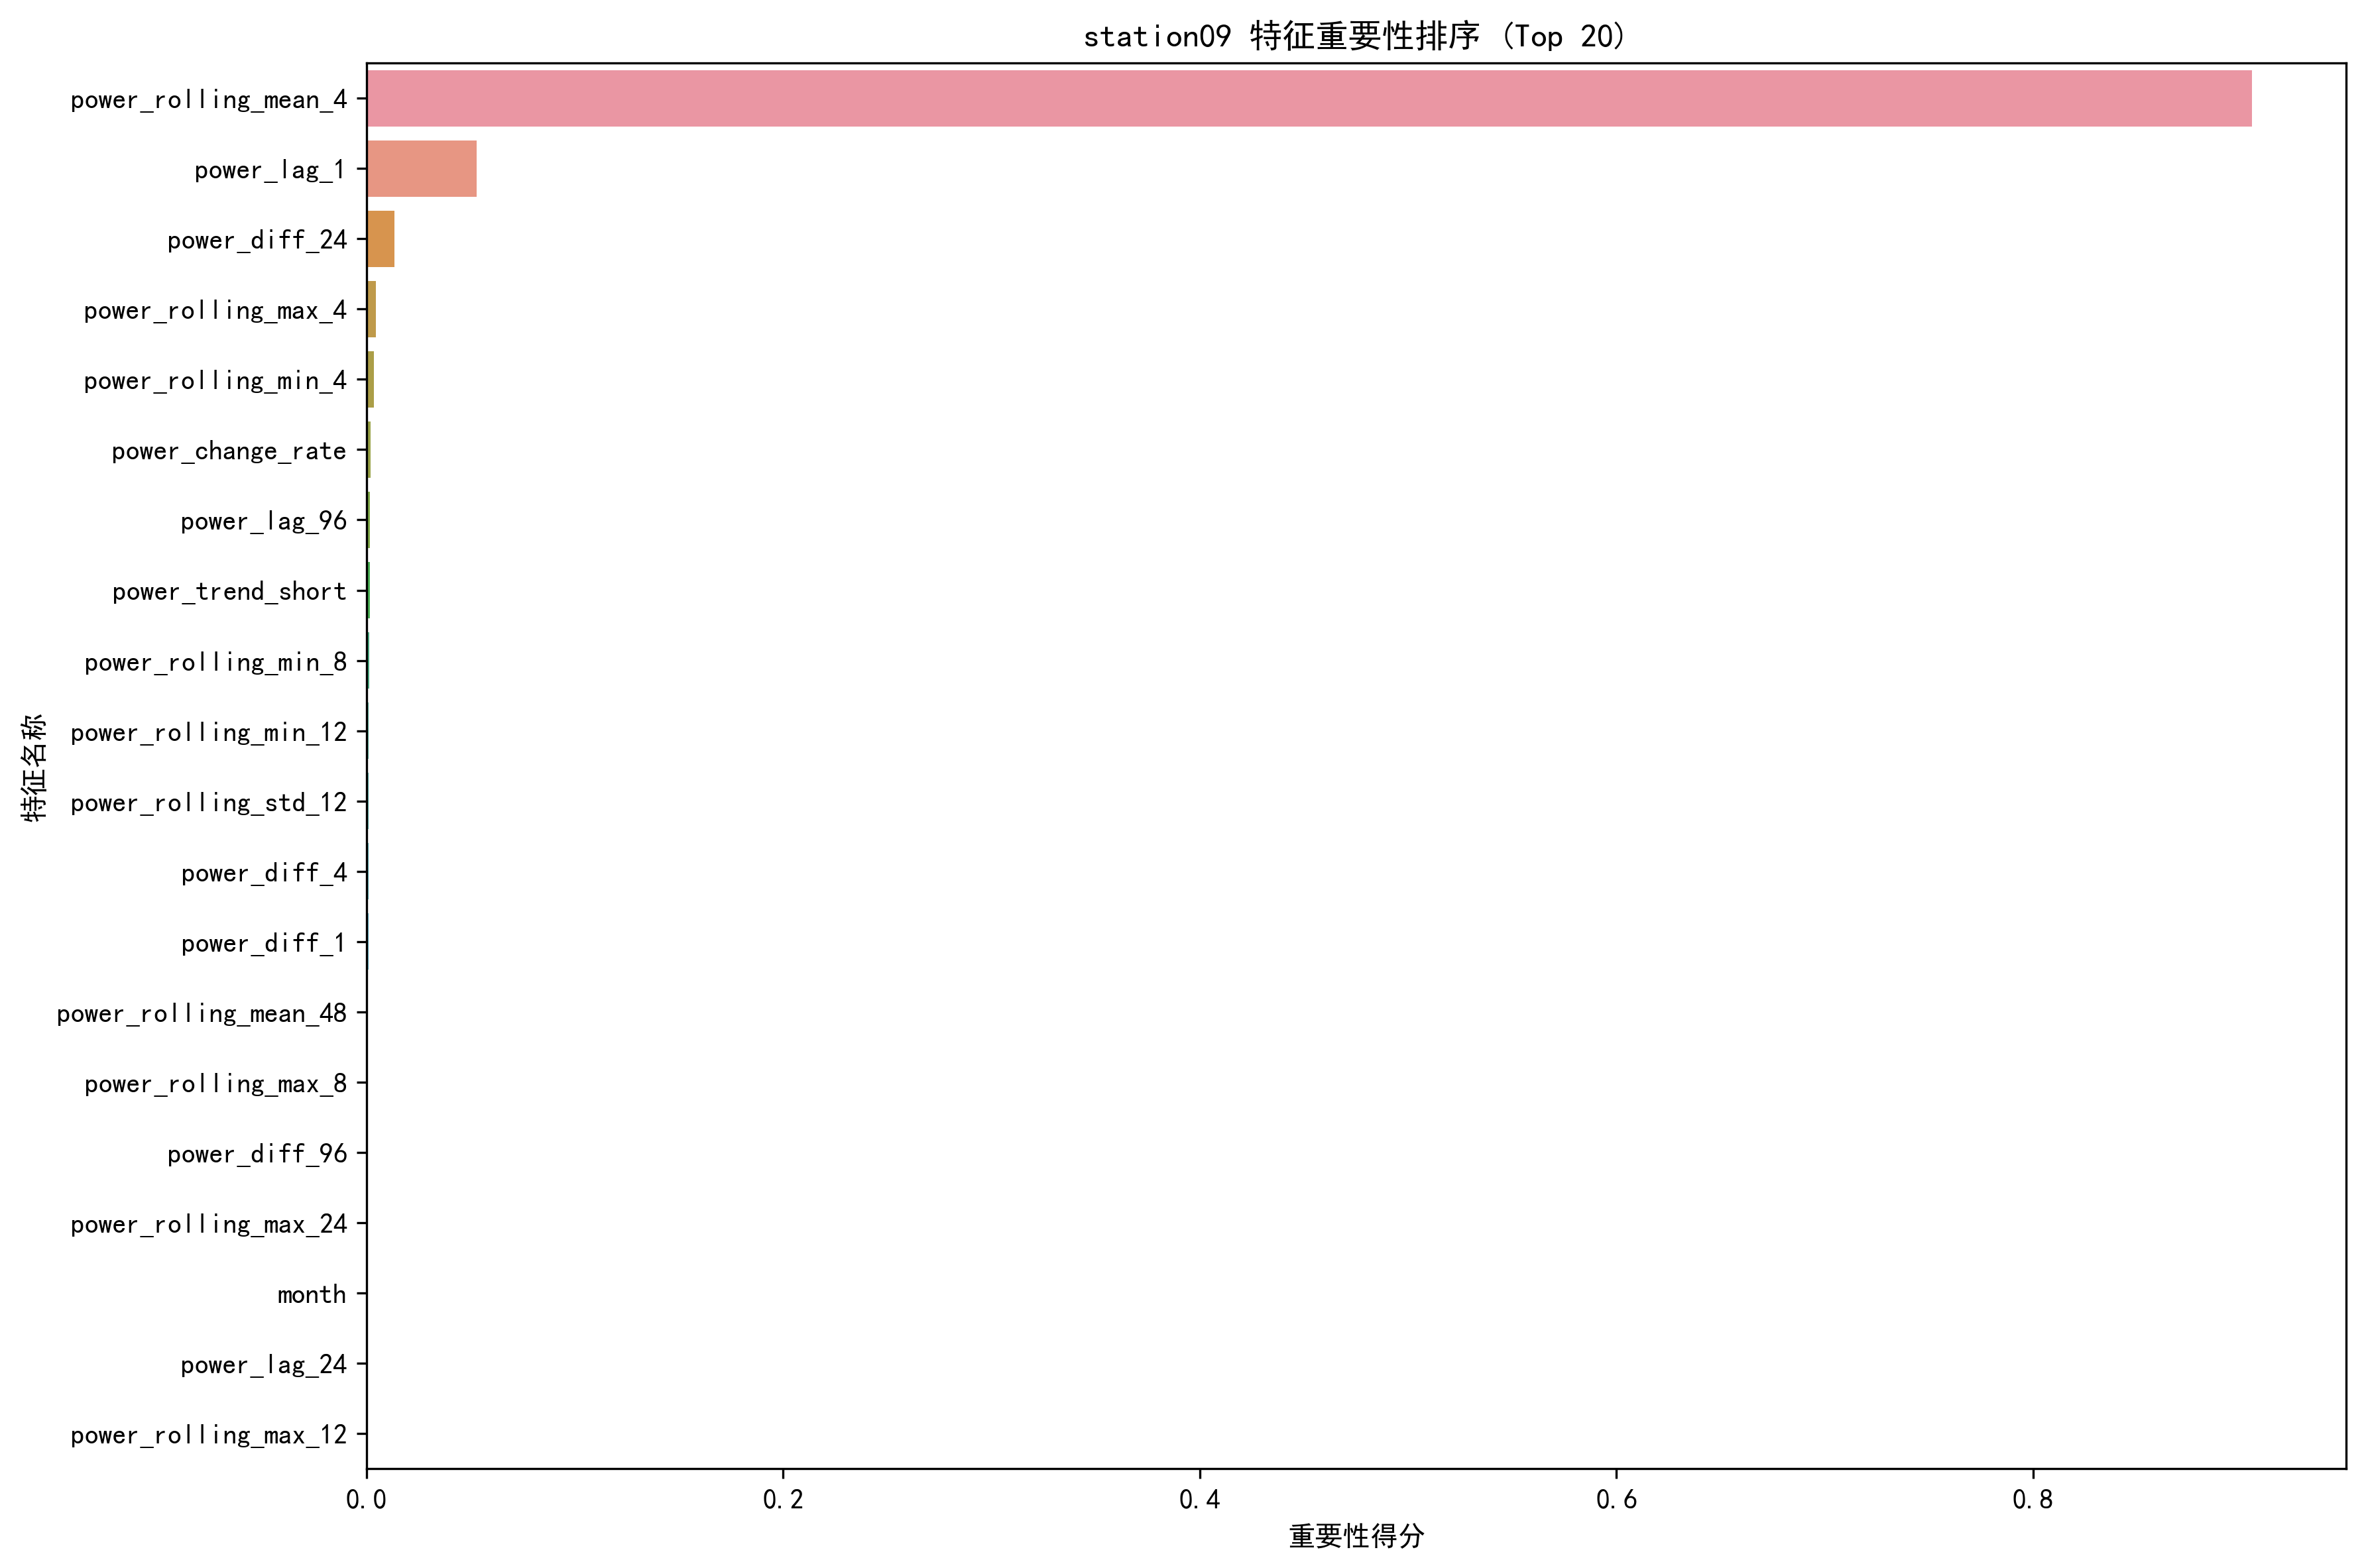 station09 特征重要性排序 (Top 20)
power_rolling_mean_4
power_lag_1
power_diff_24
power_rolling_max_4
power_rolling_min_4
power_change_rate
power_lag_96
power_trend_short
power_rolling_min_8
power_rolling_min_12
power_rolling_std_12
power_diff_4
power_diff_1
power_rolling_mean_48
power_rolling_max_8
power_diff_96
power_rolling_max_24
month
power_lag_24
power_rolling_max_12
特征名称
0.0 0.2 0.4 0.6 0.8
重要性得分